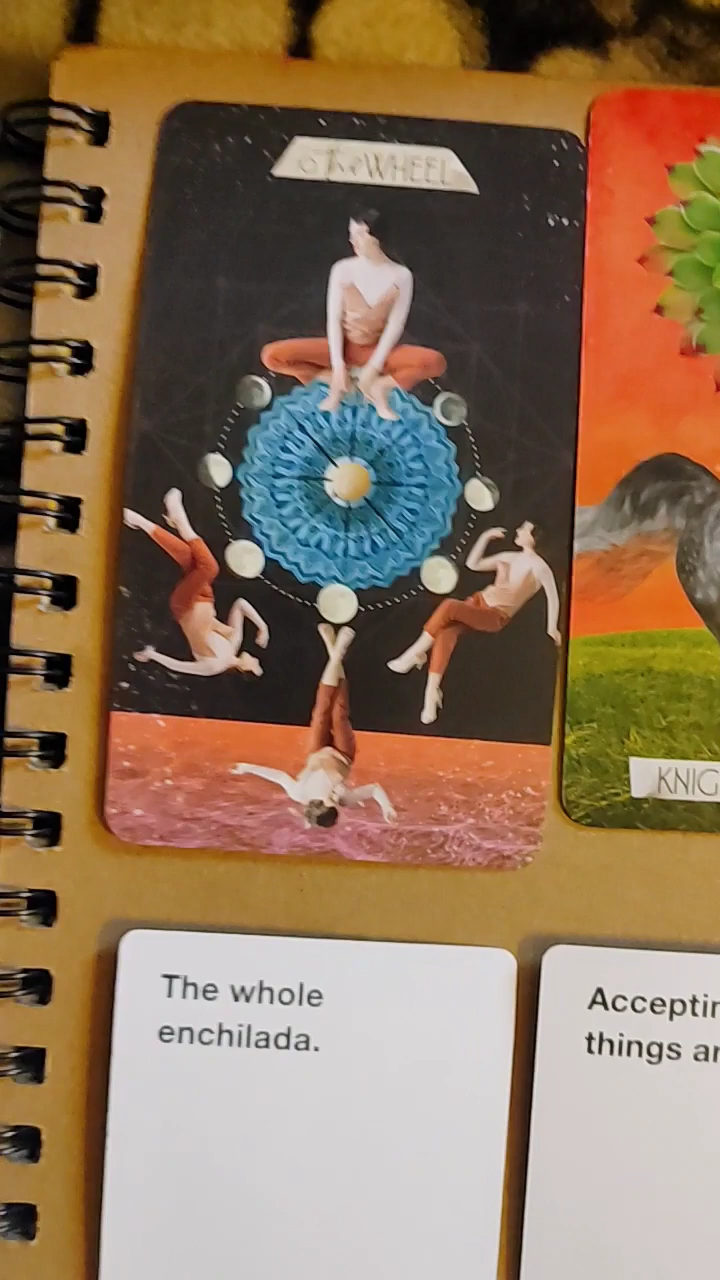 The WHEEL
KNIG
The whole
enchilada.
Acceptin
things ar